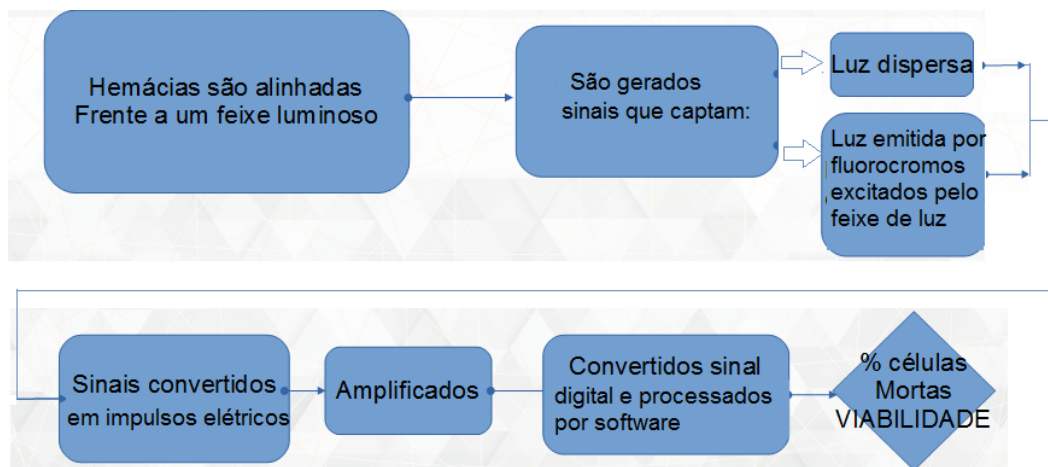 Hemácias são alinhadas
Frente a um feixe luminoso
São gerados
sinais que captam:
Luz dispersa
Luz emitida por
fluorocromos
excitados pelo
feixe de luz
Sinais convertidos
em impulsos elétricos
Amplificados
Convertidos sinal
digital e processados
por software
% células
Mortas
VIABILIDADE